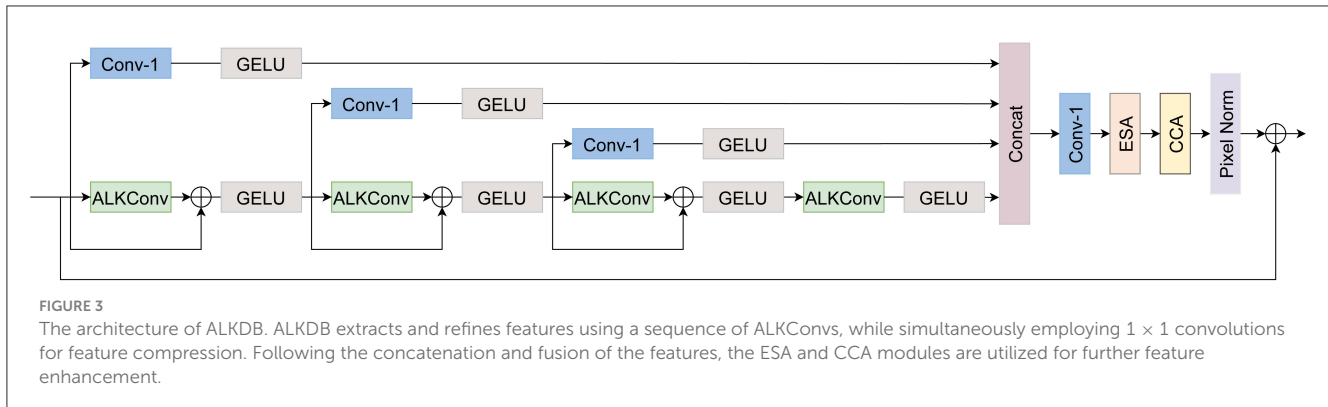 Conv-1 GELU
Conv-1 GELU
Conv-1 GELU
ALKConv GELU ALKConv GELU ALKConv GELU ALKConv GELU
Concat
Conv-1
ESA
CCA
Pixel Norm
FIGURE 3
The architecture of ALKDB. ALKDB extracts and refines features using a sequence of ALKConvs, while simultaneously employing 1 × 1 convolutions
for feature compression. Following the concatenation and fusion of the features, the ESA and CCA modules are utilized for further feature
enhancement.